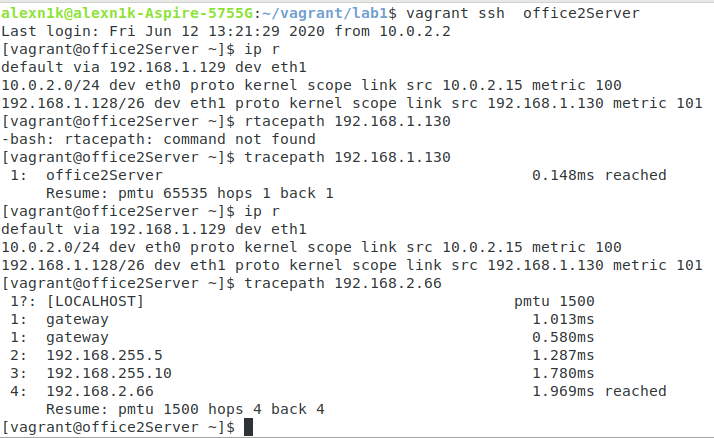 alexn1k@alexn1k-Aspire-5755G:~/vagrant/lab1$ vagrant ssh  office2Server
Last login: Fri Jun 12 13:21:29 2020 from 10.0.2.2
[vagrant@office2Server ~]$ ip r
default via 192.168.1.129 dev eth1
10.0.2.0/24 dev eth0 proto kernel scope link src 10.0.2.15 metric 100
192.168.1.128/26 dev eth1 proto kernel scope link src 192.168.1.130 metric 101
[vagrant@office2Server ~]$ rtacepath 192.168.1.130
-bash: rtacepath: command not found
[vagrant@office2Server ~]$ tracepath 192.168.1.130
 1:  office2Server                                         0.148ms reached
     Resume: pmtu 65535 hops 1 back 1
[vagrant@office2Server ~]$ ip r
default via 192.168.1.129 dev eth1
10.0.2.0/24 dev eth0 proto kernel scope link src 10.0.2.15 metric 100
192.168.1.128/26 dev eth1 proto kernel scope link src 192.168.1.130 metric 101
[vagrant@office2Server ~]$ tracepath 192.168.2.66
 1?: [LOCALHOST]                                         pmtu 1500
 1:  gateway                                               1.013ms
 1:  gateway                                               0.580ms
 2:  192.168.255.5                                         1.287ms
 3:  192.168.255.10                                        1.780ms
 4:  192.168.2.66                                          1.969ms reached
     Resume: pmtu 1500 hops 4 back 4
[vagrant@office2Server ~]$